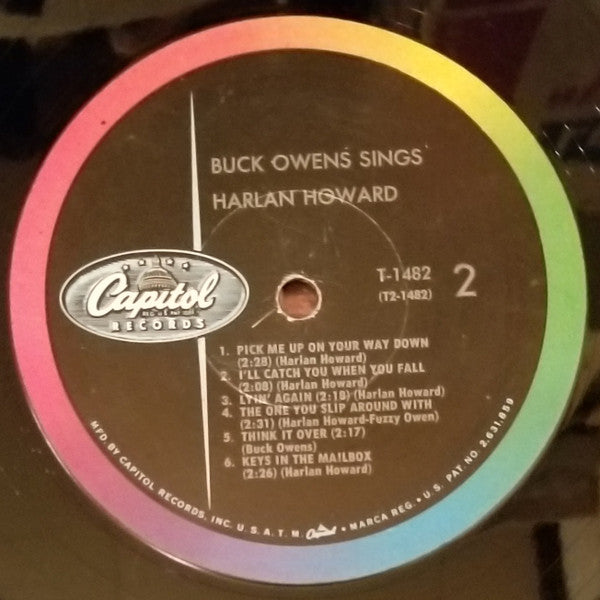 BUCK OWENS SINGS
HARLAN HOWARD
Capitol
REG. U.S. PAT. OFF.
RECORDS
T-1482
(T2-1482)
2
1. PICK ME UP ON YOUR WAY DOWN
(2:28) (Harlan Howard)
2. I'LL CATCH YOU WHEN YOU FALL
(2:08) (Harlan Howard)
3. LYIN' AGAIN (2:18) (Harlan Howard)
4. THE ONE YOU SLIP AROUND WITH
(2:31) (Harlan Howard-Fuzzy Owen)
5. THINK IT OVER (2:17)
(Buck Owens)
6. KEYS IN THE MAILBOX
(2:26) (Harlan Howard)
MFD. BY CAPITOL RECORDS, INC. U.S.A. T.M. Capitol • MARCA REG. • U.S. PAT. NO. 2,631,859